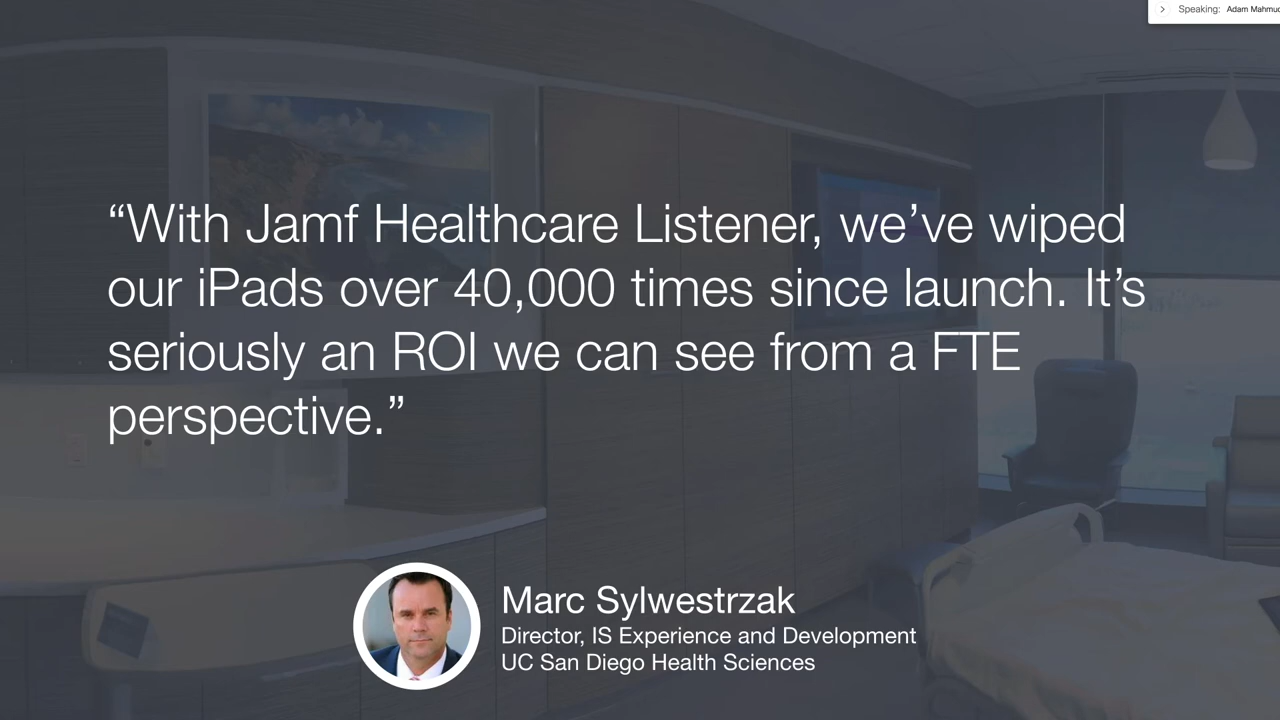 Speaking: Adam Mahmud
“With Jamf Healthcare Listener, we’ve wiped
our iPads over 40,000 times since launch. It’s
seriously an ROI we can see from a FTE
perspective.”
Marc Sylwestrzak
Director, IS Experience and Development
UC San Diego Health Sciences